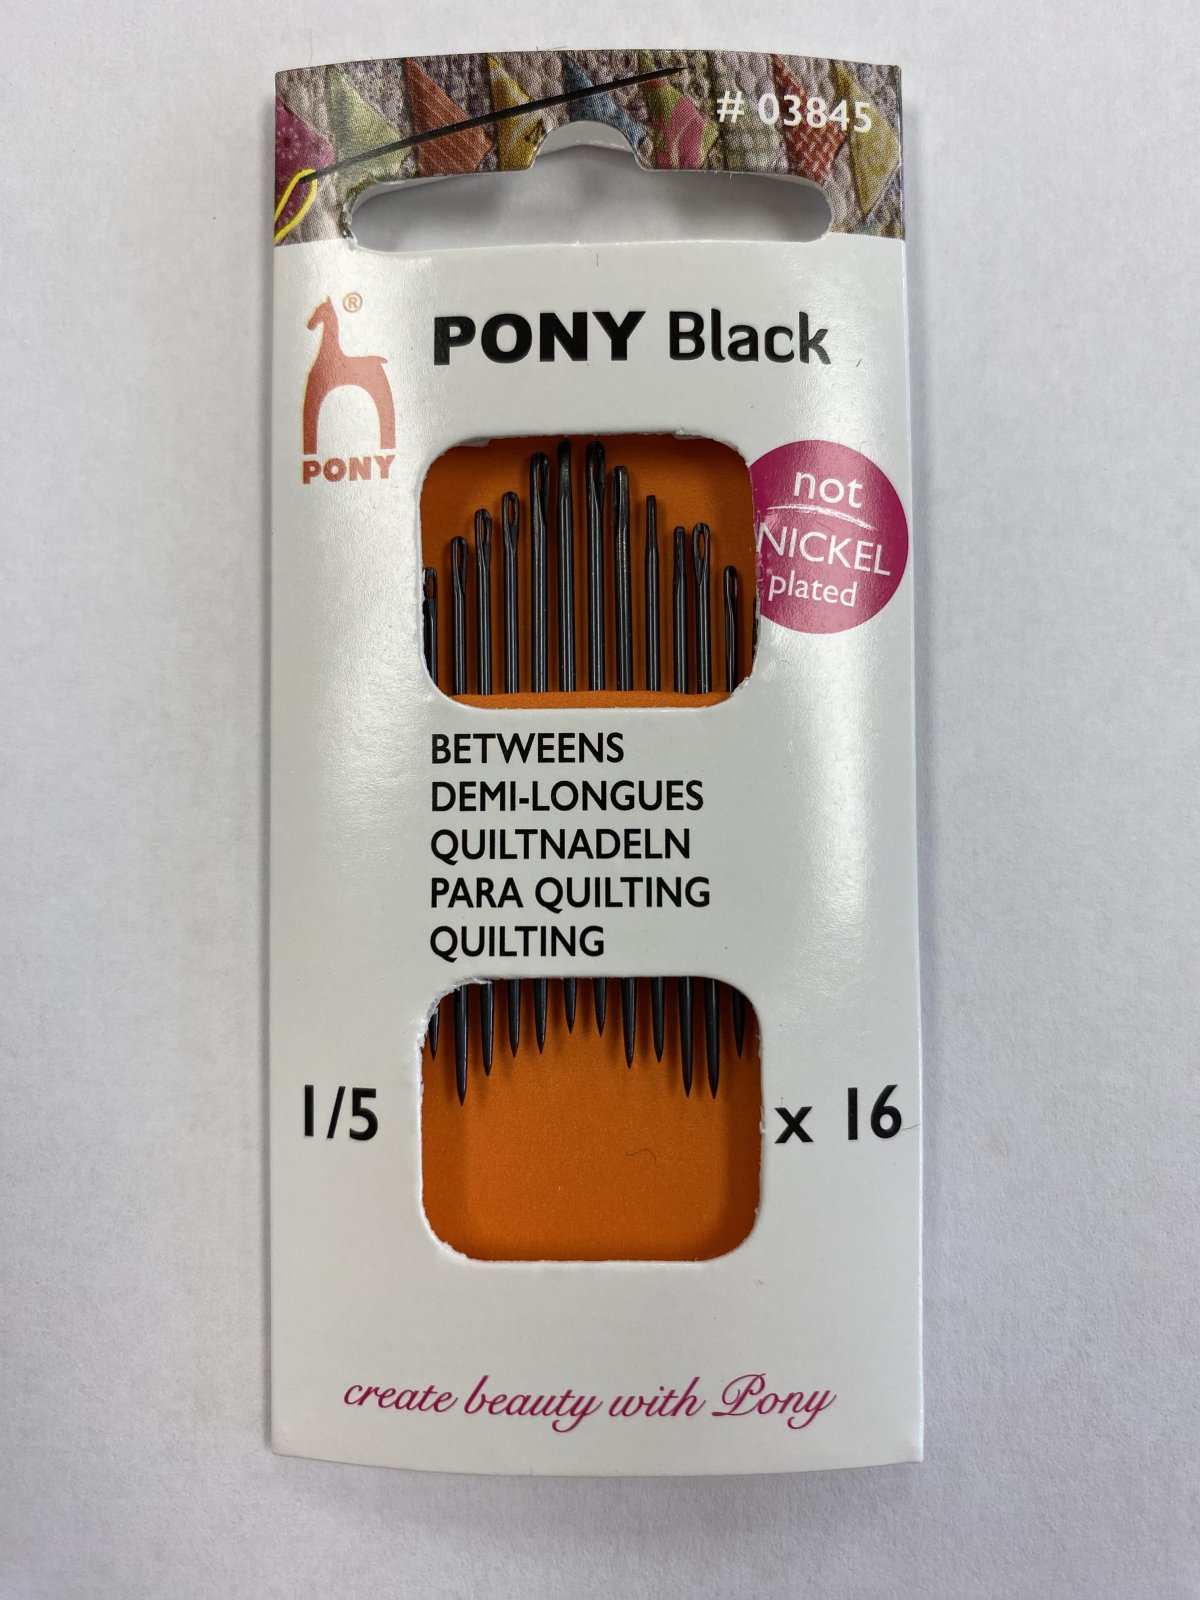 # 03845
®
PONY
PONY Black
not
NICKEL
plated
BETWEENS
DEMI-LONGUES
QUILTNADELN
PARA QUILTING
QUILTING
1/5
x 16
create beauty with Pony